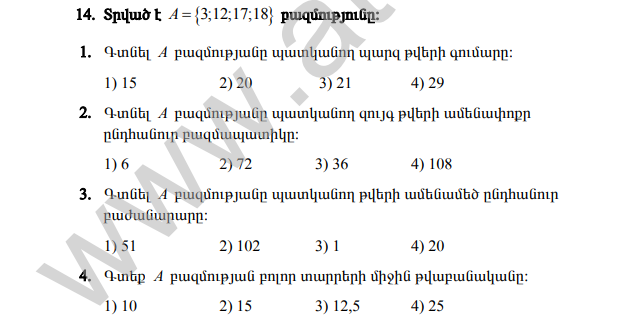 14. Տրված է A={3;12;17;18} բազմությունը:
1. Գտնել A բազմությանը պատկանող պարզ թվերի գումարը:
1) 15 2) 20 3) 21 4) 29
2. Գտնել A բազմությանը պատկանող զույգ թվերի ամենափոքր
ընդհանուր բազմապատիկը:
1) 6 2) 72 3) 36 4) 108
3. Գտնել A բազմությանը պատկանող թվերի ամենամեծ ընդհանուր
բաժանարարը:
1) 51 2) 102 3) 1 4) 20
4. Գտեք A բազմության բոլոր տարրերի միջին թվաբանականը:
1) 10 2) 15 3) 12,5 4) 25
www.a